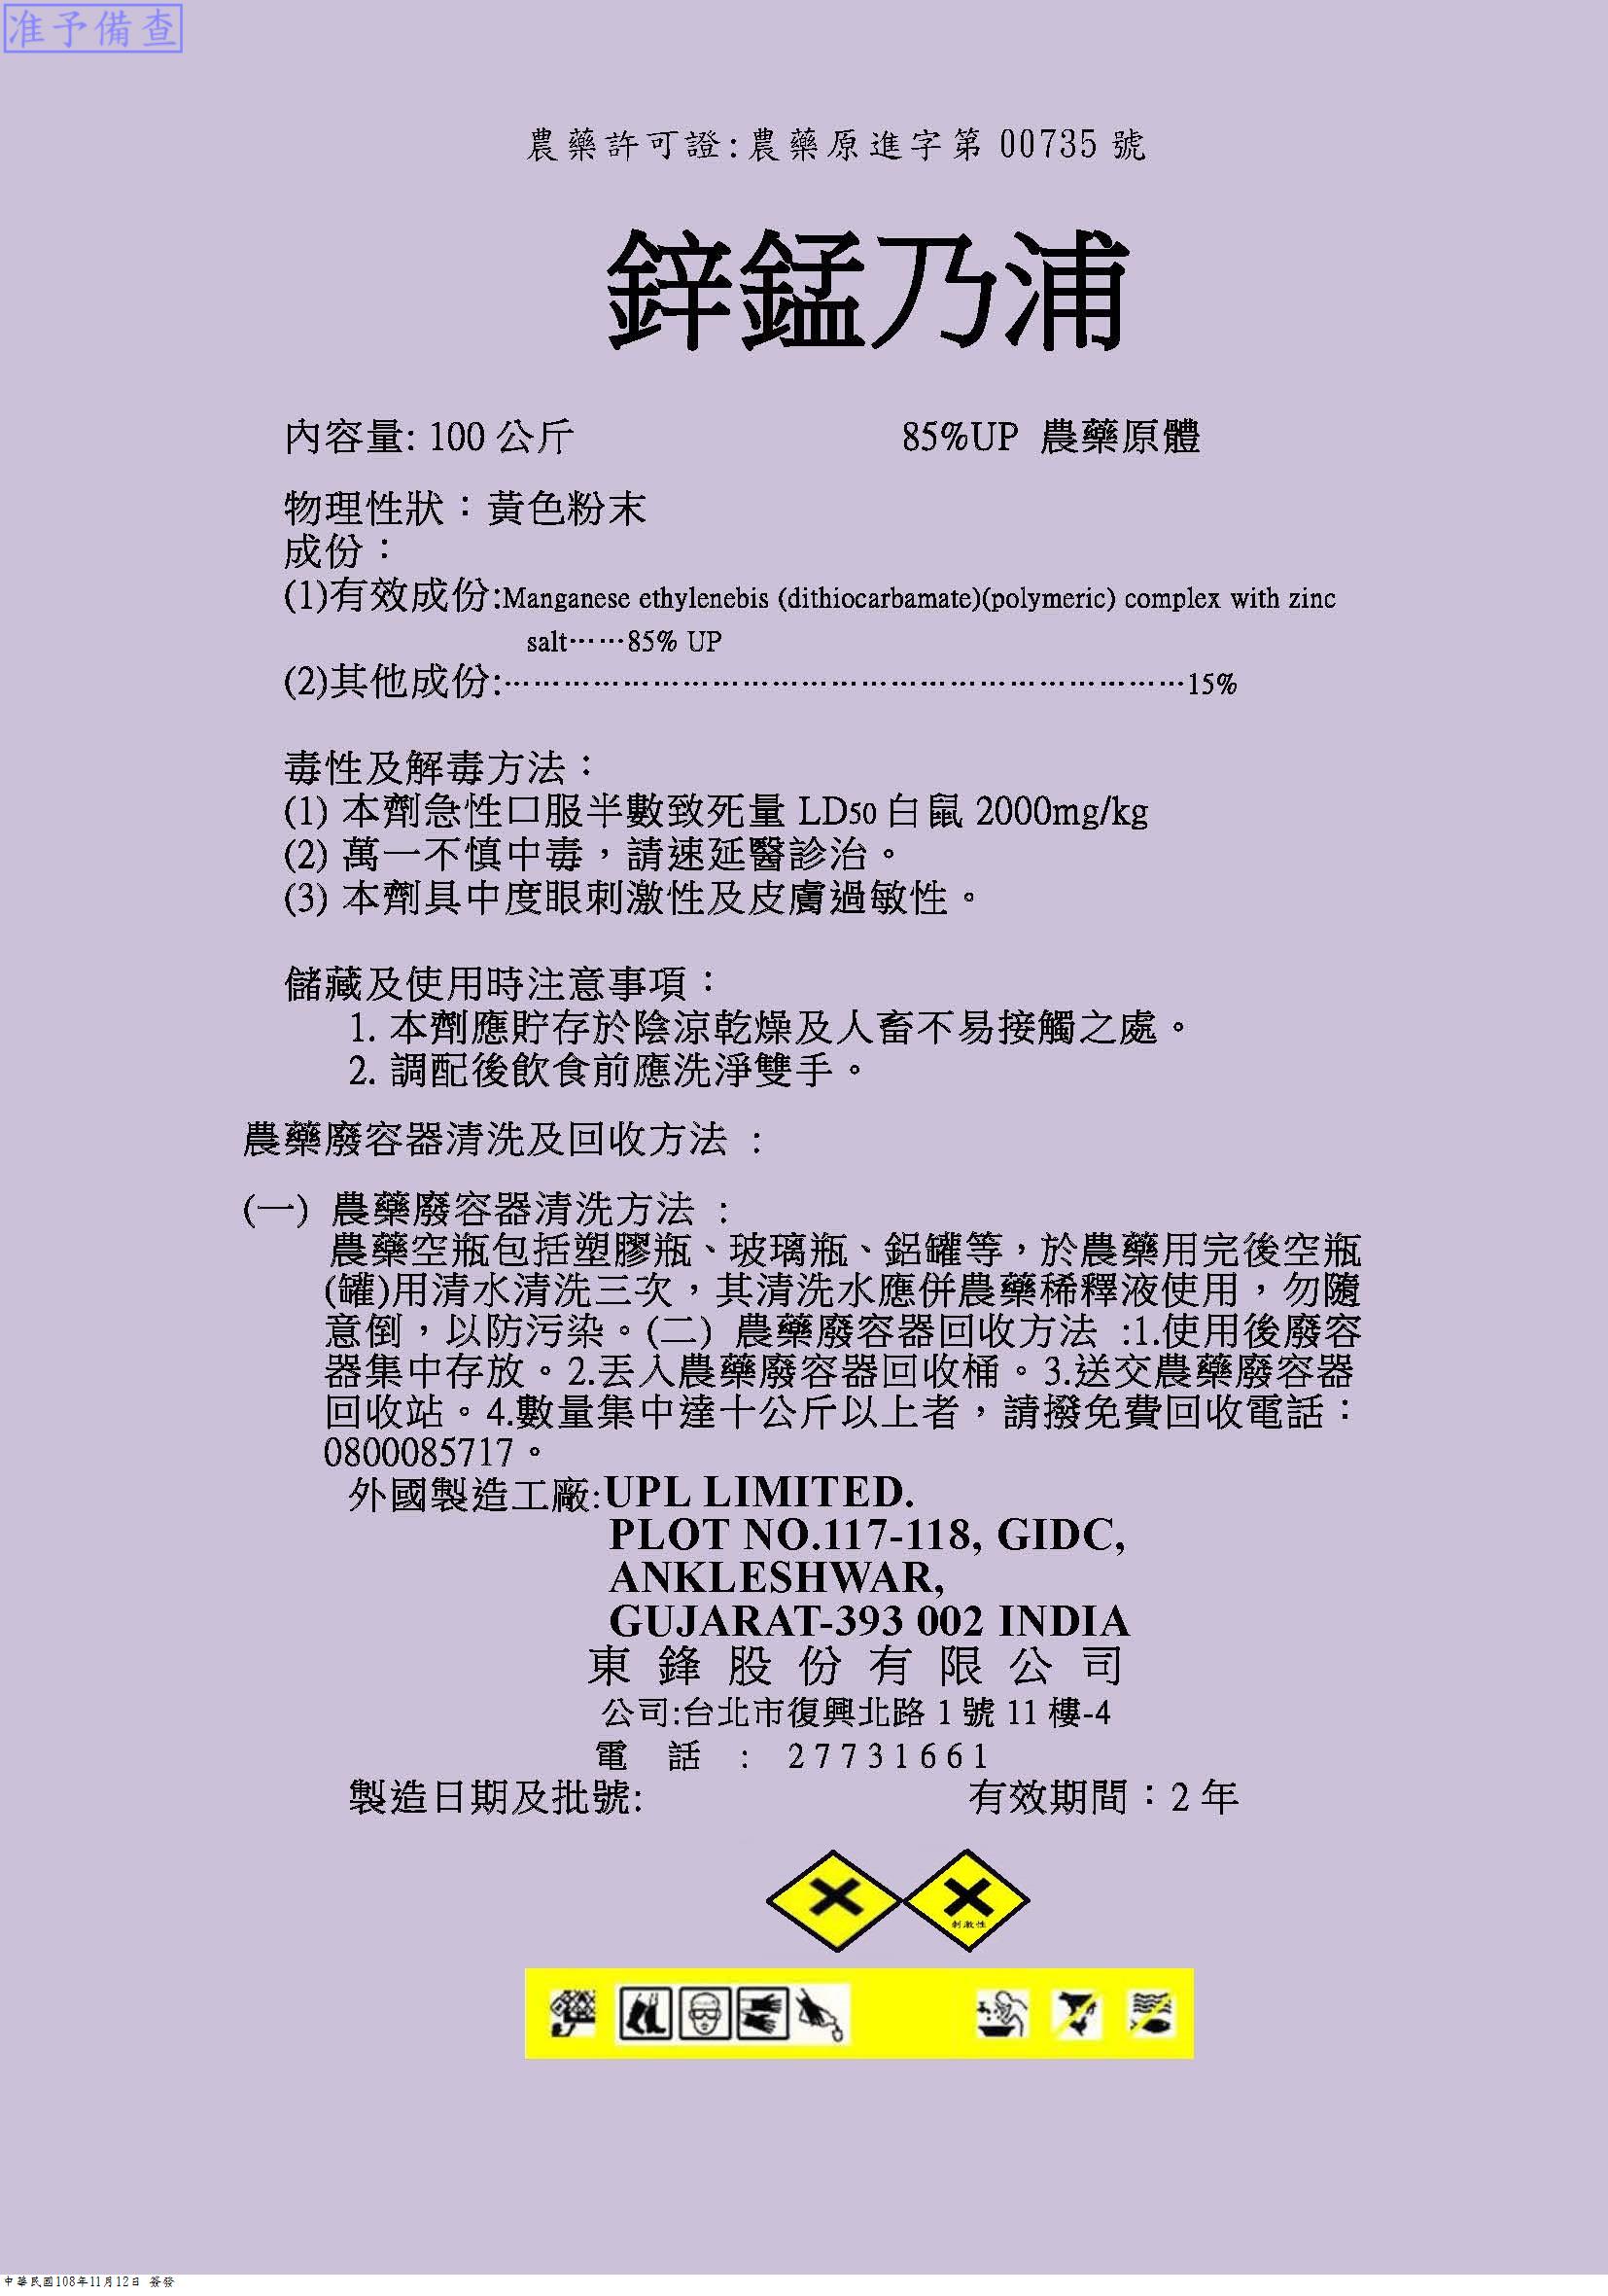 准予備查
農藥許可證:農藥原進字第 00735 號
鋅錳乃浦
內容量: 100 公斤 85%UP 農藥原體
物理性狀：黃色粉末
成份：
(1)有效成份:Manganese ethylenebis (dithiocarbamate)(polymeric) complex with zinc
salt……85% UP
(2)其他成份:……………………………………………………………15%
毒性及解毒方法：
(1) 本劑急性口服半數致死量 LD50 白鼠 2000mg/kg
(2) 萬一不慎中毒，請速延醫診治。
(3) 本劑具中度眼刺激性及皮膚過敏性。
儲藏及使用時注意事項：
1. 本劑應貯存於陰涼乾燥及人畜不易接觸之處。
2. 調配後飲食前應洗淨雙手。
農藥廢容器清洗及回收方法 :
(一) 農藥廢容器清洗方法 :
農藥空瓶包括塑膠瓶、玻璃瓶、鋁罐等，於農藥用完後空瓶
(罐)用清水清洗三次，其清洗水應併農藥稀釋液使用，勿隨
意倒，以防污染。(二) 農藥廢容器回收方法 :1.使用後廢容
器集中存放。2.丟入農藥廢容器回收桶。3.送交農藥廢容器
回收站。4.數量集中達十公斤以上者，請撥免費回收電話：
0800085717。
外國製造工廠:UPL LIMITED.
PLOT NO.117-118, GIDC,
ANKLESHWAR,
GUJARAT-393 002 INDIA
東鋒股份有限公司
公司:台北市復興北路 1 號 11 樓-4
電 話 : 27731661
製造日期及批號: 有效期間：2 年
刺激性
中華民國108年11月12日 簽發